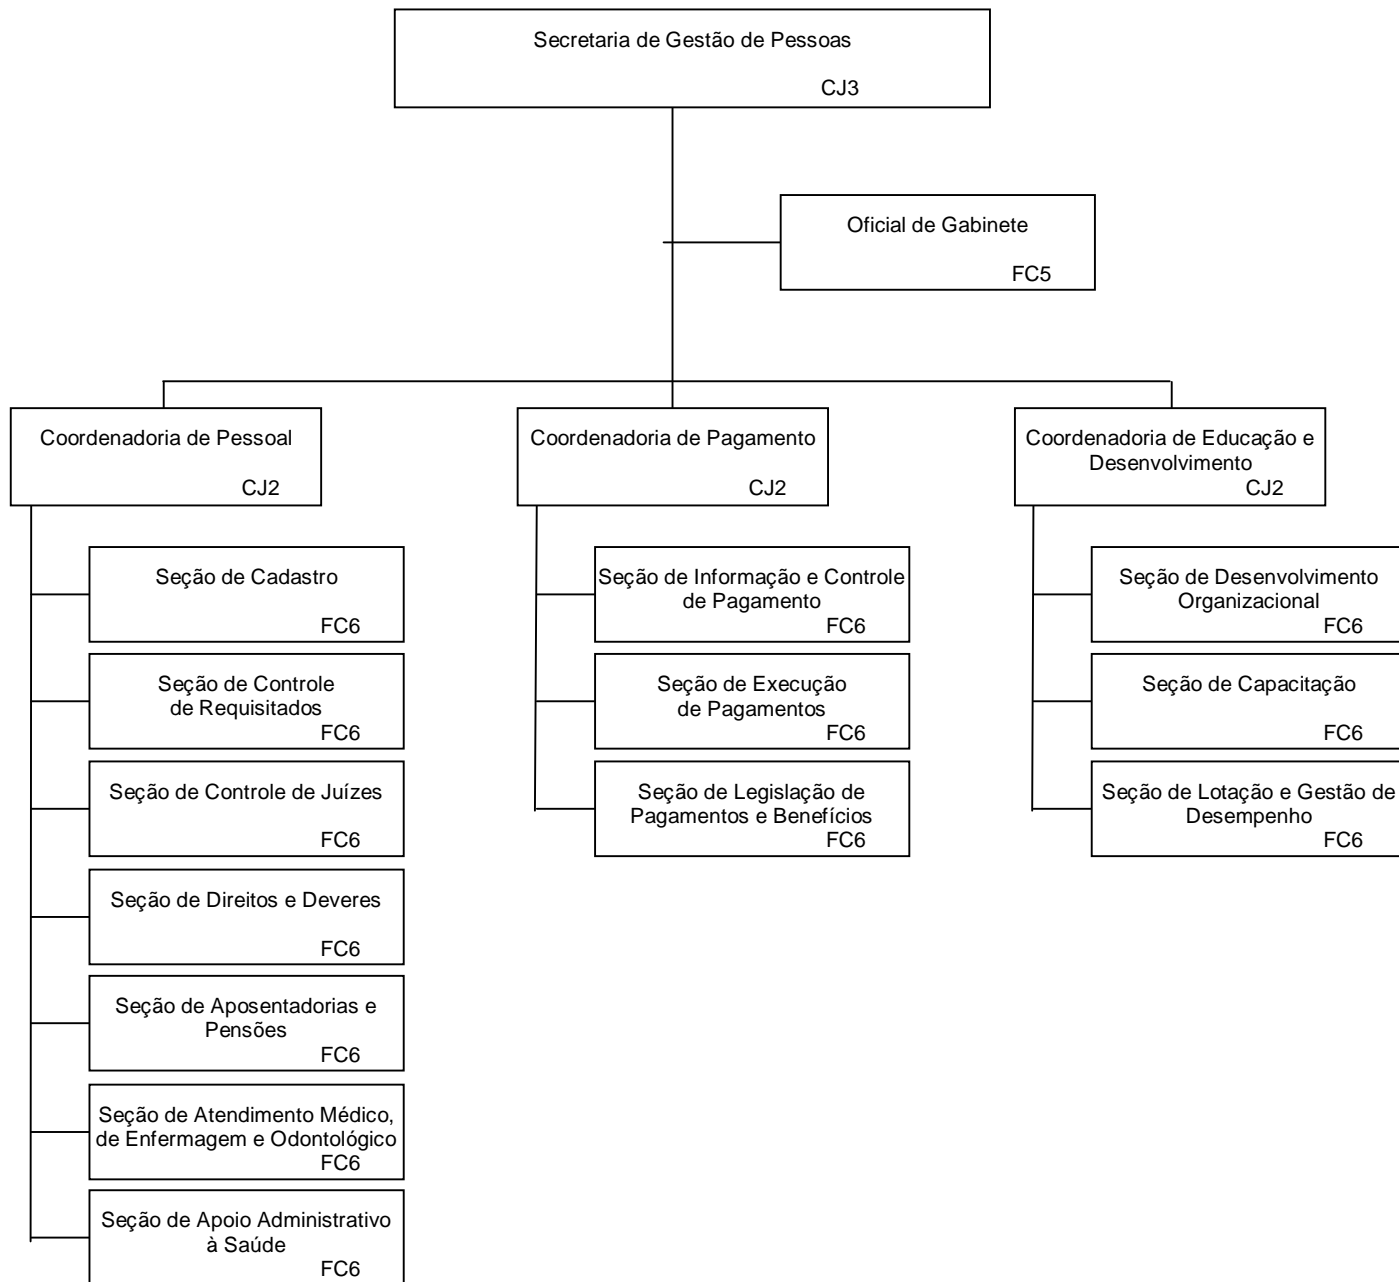 Secretaria de Gestão de Pessoas
CJ3
Oficial de Gabinete
FC5
Coordenadoria de Pessoal
CJ2
Seção de Cadastro
FC6
Seção de Controle
de Requisitados
FC6
Seção de Controle de Juízes
FC6
Seção de Direitos e Deveres
FC6
Seção de Aposentadorias e
Pensões
FC6
Seção de Atendimento Médico,
de Enfermagem e Odontológico
FC6
Seção de Apoio Administrativo
à Saúde
FC6
Coordenadoria de Pagamento
CJ2
Seção de Informação e Controle
de Pagamento
FC6
Seção de Execução
de Pagamentos
FC6
Seção de Legislação de
Pagamentos e Benefícios
FC6
Coordenadoria de Educação e
Desenvolvimento
CJ2
Seção de Desenvolvimento
Organizacional
FC6
Seção de Capacitação
FC6
Seção de Lotação e Gestão de
Desempenho
FC6